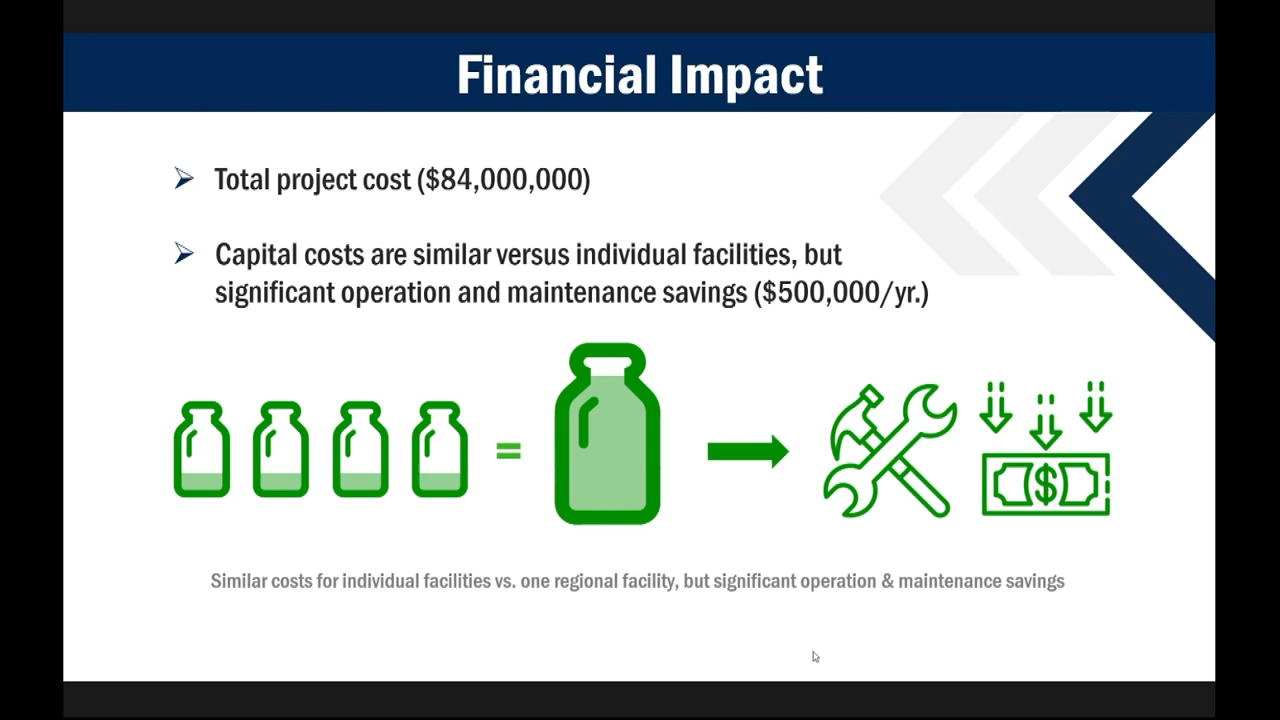 Financial Impact
Total project cost ($84,000,000)
Capital costs are similar versus individual facilities, but
significant operation and maintenance savings ($500,000/yr.)
=
$
Similar costs for individual facilities vs. one regional facility, but significant operation & maintenance savings